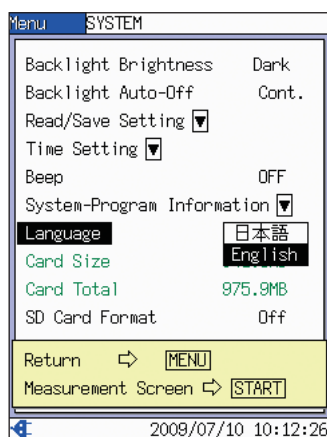 Menu SYSTEM
Backlight Brightness Dark
Backlight Auto-Off Cont.
Read/Save Setting ▼
Time Setting ▼
Beep OFF
System-Program Information ▼
Language 日本語
English
Card Size
Card Total 975.9MB
SD Card Format Off
Return ⇨ MENU
Measurement Screen ⇨ START
2009/07/10 10:12:26